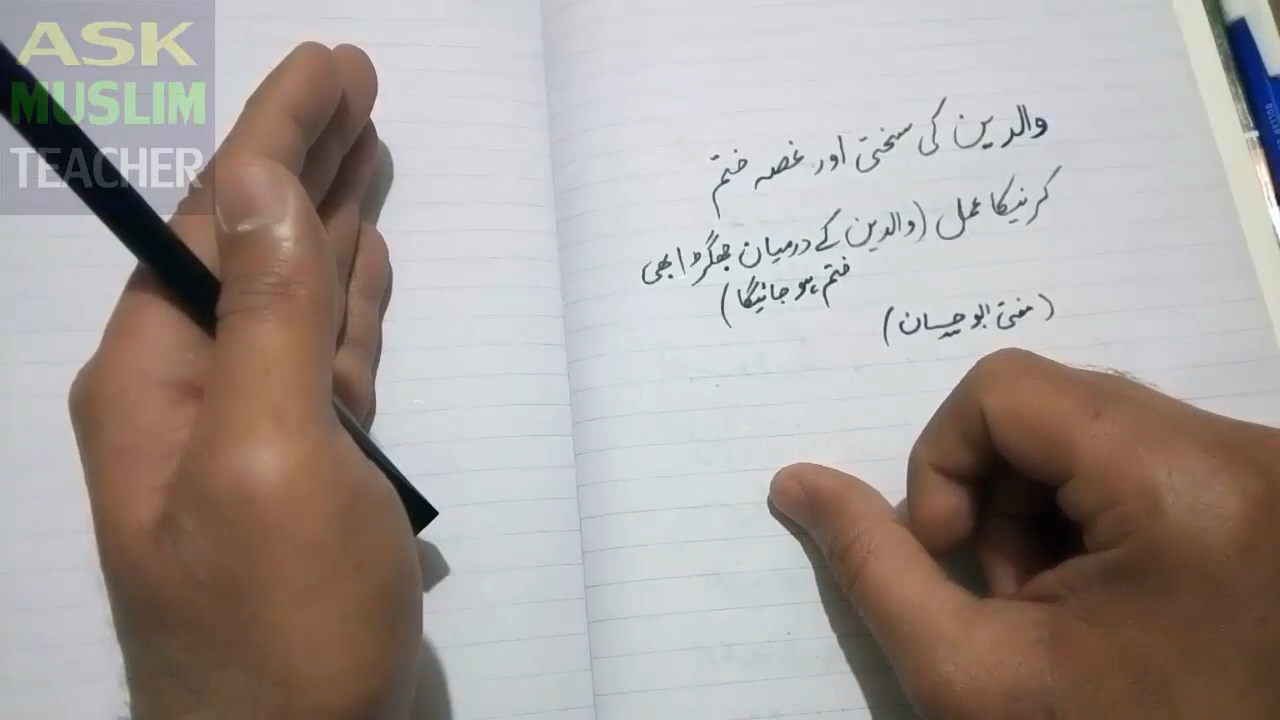 ASK
MUSLIM
TEACHER
والدین کی سختی اور غصہ ختم
کرنیکا عمل (والدین کے درمیان جھگڑا بھی
ختم ہو جائیگا)
(مفتی ابو حسان)